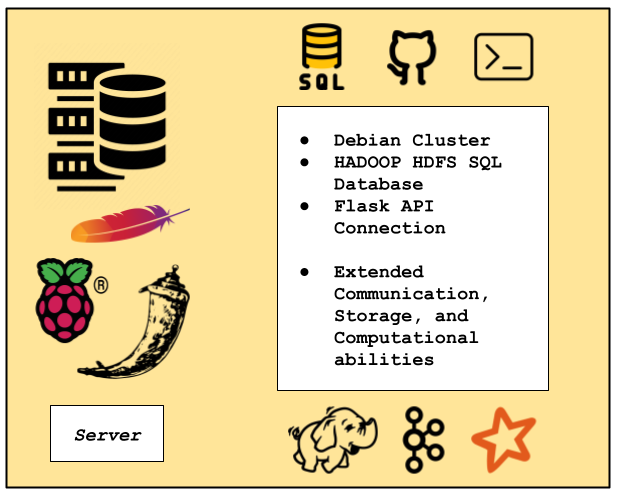 SQL
● Debian Cluster
● HADOOP HDFS SQL
Database
● Flask API
Connection
● Extended
Communication,
Storage, and
Computational
abilities
®
Server